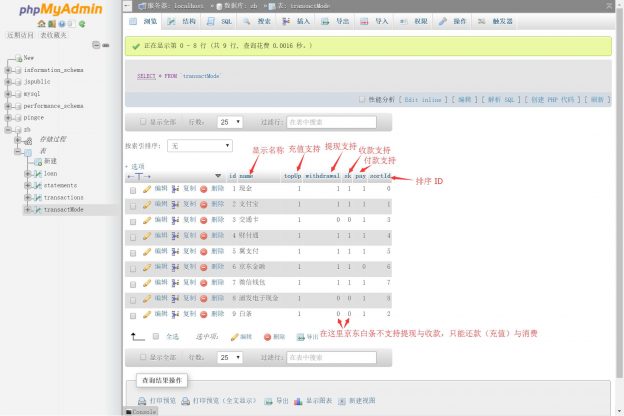 phpMyAdmin
近期访问 表收藏夹
New
information_schema
jspublic
mysql
performance_schema
pingce
zh
存储过程
表
新建
loan
statements
transactions
transactMode
服务器: localhost » 数据库: zh » 表: transactMode
浏览 结构 SQL 搜索 插入 导出 导入 权限 操作 触发器
正在显示第 0 - 8 行 (共 9 行, 查询花费 0.0016 秒。)
SELECT * FROM `transactMode`
性能分析 [ Edit inline ] [ 编辑 ] [ 解析 SQL ] [ 创建 PHP 代码 ] [ 刷新 ]
显示全部 行数: 25 过滤行: 在表中搜索
按索引排序: 无
+ 选项
显示名称 充值支持 提现支持 收款支持
付款支持
←T→ id name topUp withdrawal sk pay sortId
排序 ID
编辑 复制 删除 1 现金 1 1 1 1 0
编辑 复制 删除 2 支付宝 1 1 1 1 1
编辑 复制 删除 3 交通卡 1 0 0 1 3
编辑 复制 删除 4 财付通 1 1 1 1 4
编辑 复制 删除 5 翼支付 1 1 1 1 5
编辑 复制 删除 6 京东金融 1 1 1 0 6
编辑 复制 删除 7 微信钱包 1 1 1 1 7
编辑 复制 删除 8 浦发电子现金 1 0 0 1 8
编辑 复制 删除 9 白条 1 0 0 1 2
在这里京东白条不支持提现与收款，只能还款（充值）与消费
全选 选中项: 编辑 删除 导出
显示全部 行数: 25 过滤行: 在表中搜索
查询结果操作
打印预览 打印预览 (全文显示) 导出 显示图表 新建视图
Console